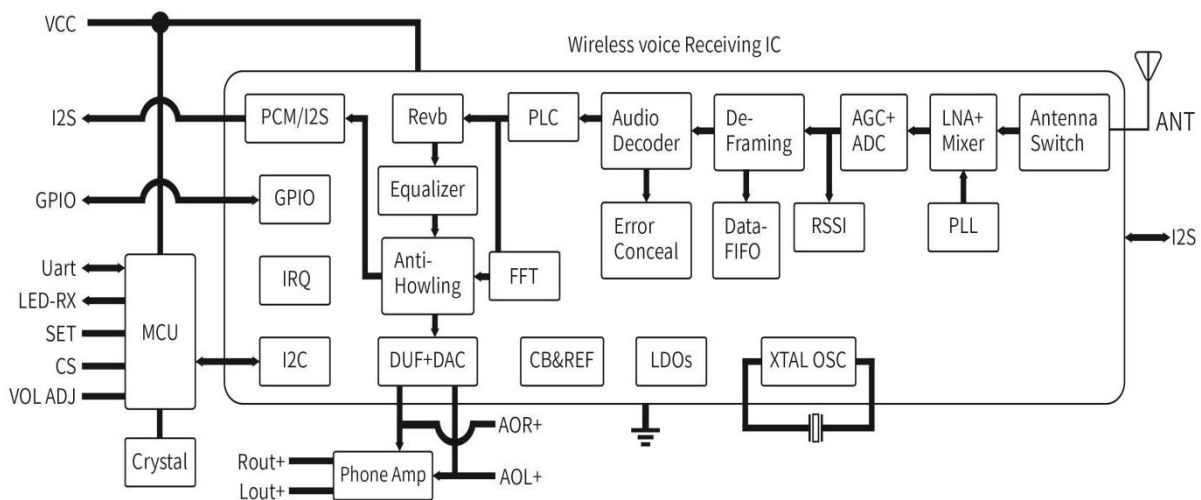 VCC
Wireless voice Receiving IC
I2S
PCM/I2S
Revb
PLC
Audio
Decoder
De-
Framing
AGC+
ADC
LNA+
Mixer
Antenna
Switch
ANT
GPIO
GPIO
Equalizer
Error
Conceal
Data-
FIFO
RSSI
PLL
I2S
Uart
LED-RX
SET
CS
VOL ADJ
MCU
IRQ
Anti-
Howling
FFT
I2C
DUF+DAC
CB&REF
LDOs
XTAL OSC
Crystal
AOR+
Rout+
Lout+
Phone Amp
AOL+